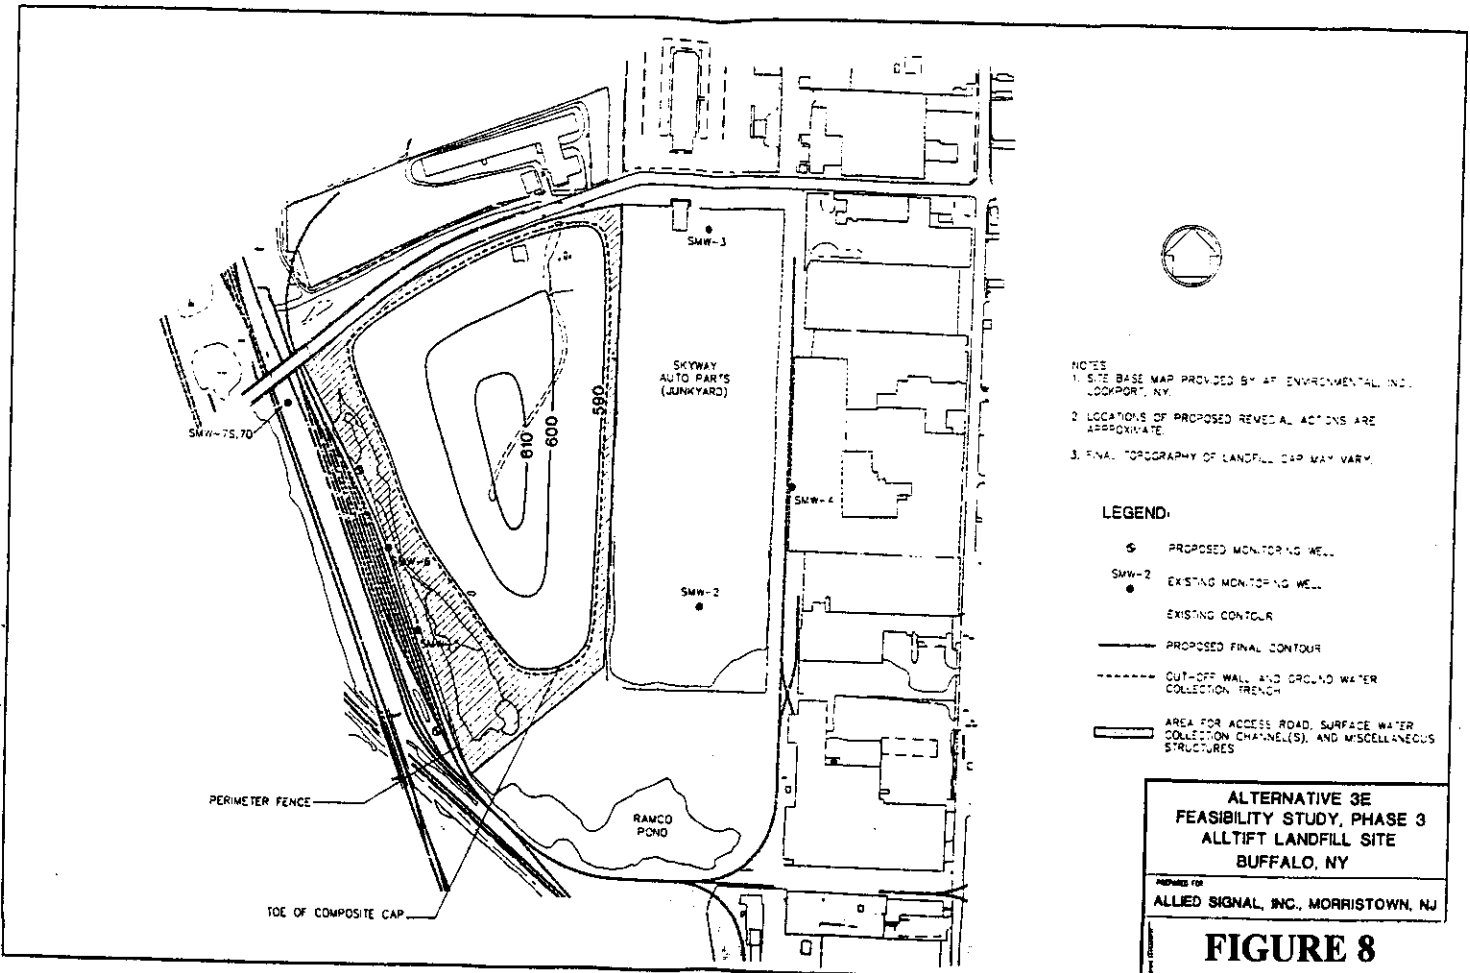 SMW-3
SKYWAY
AUTO PARTS
(JUNKYARD)
590
600
610
SMW-7S,7D
SMW-4
SMW-2
RAMCO
POND
PERIMETER FENCE
TOE OF COMPOSITE CAP
NOTES
1. SITE BASE MAP PROVIDED BY ENVIRONMENTAL, INC.,
LOCKPORT, NY.
2. LOCATIONS OF PROPOSED REMEDIAL ACTIONS ARE
APPROXIMATE.
3. FINAL TOPOGRAPHY OF LANDFILL CAP MAY VARY.
LEGEND:
PROPOSED MONITORING WELL
SMW-2
EXISTING MONITORING WELL
EXISTING CONTOUR
PROPOSED FINAL CONTOUR
CUT-OFF WALL AND GROUND WATER
COLLECTION TRENCH
AREA FOR ACCESS ROAD, SURFACE WATER
COLLECTION CHANNEL(S), AND MISCELLANEOUS
STRUCTURES
ALTERNATIVE 3E
FEASIBILITY STUDY, PHASE 3
ALLTIFT LANDFILL SITE
BUFFALO, NY
PREPARED FOR
ALLIED SIGNAL, INC., MORRISTOWN, NJ
FIGURE 8